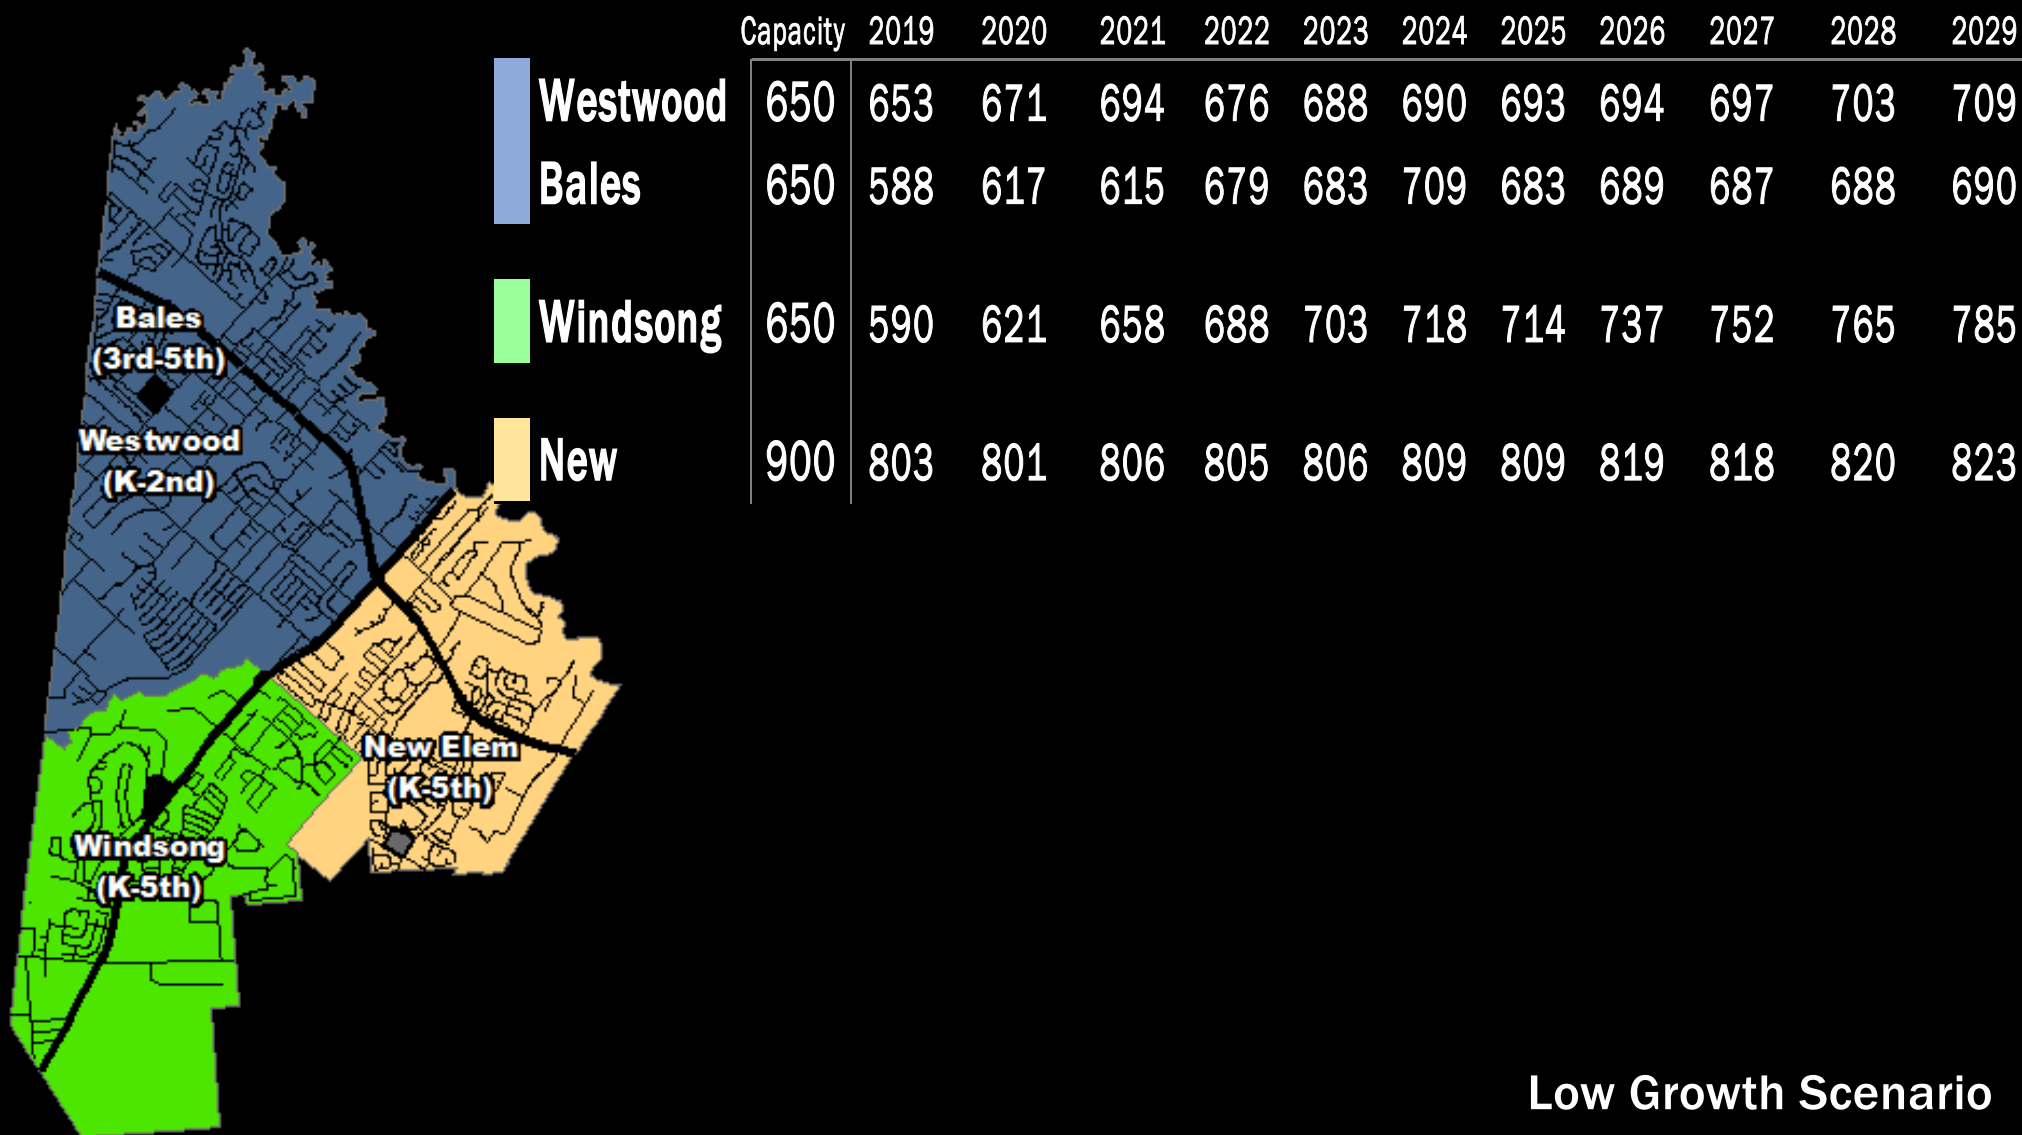 Capacity 2019 2020 2021 2022 2023 2024 2025 2026 2027 2028 2029
Westwood 650 653 671 694 676 688 690 693 694 697 703 709
Bales 650 588 617 615 679 683 709 683 689 687 688 690
Windsong 650 590 621 658 688 703 718 714 737 752 765 785
New 900 803 801 806 805 806 809 809 819 818 820 823
Bales
(3rd-5th)
Westwood
(K-2nd)
New Elem
(K-5th)
Windsong
(K-5th)
Low Growth Scenario